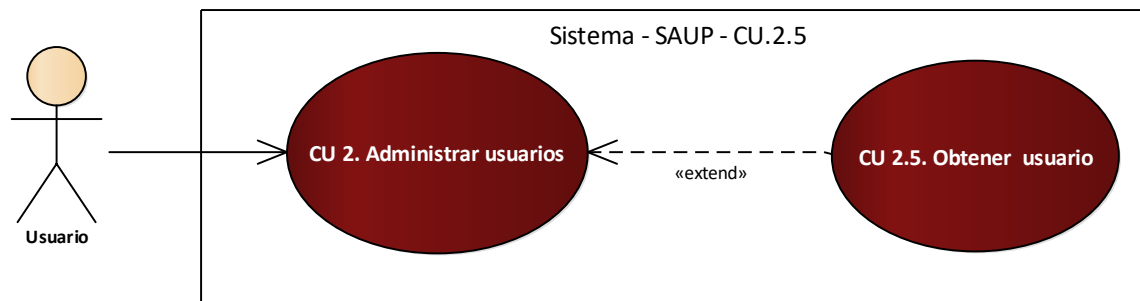 Sistema - SAUP - CU.2.5
CU 2. Administrar usuarios
CU 2.5. Obtener  usuario
«extend»
Usuario